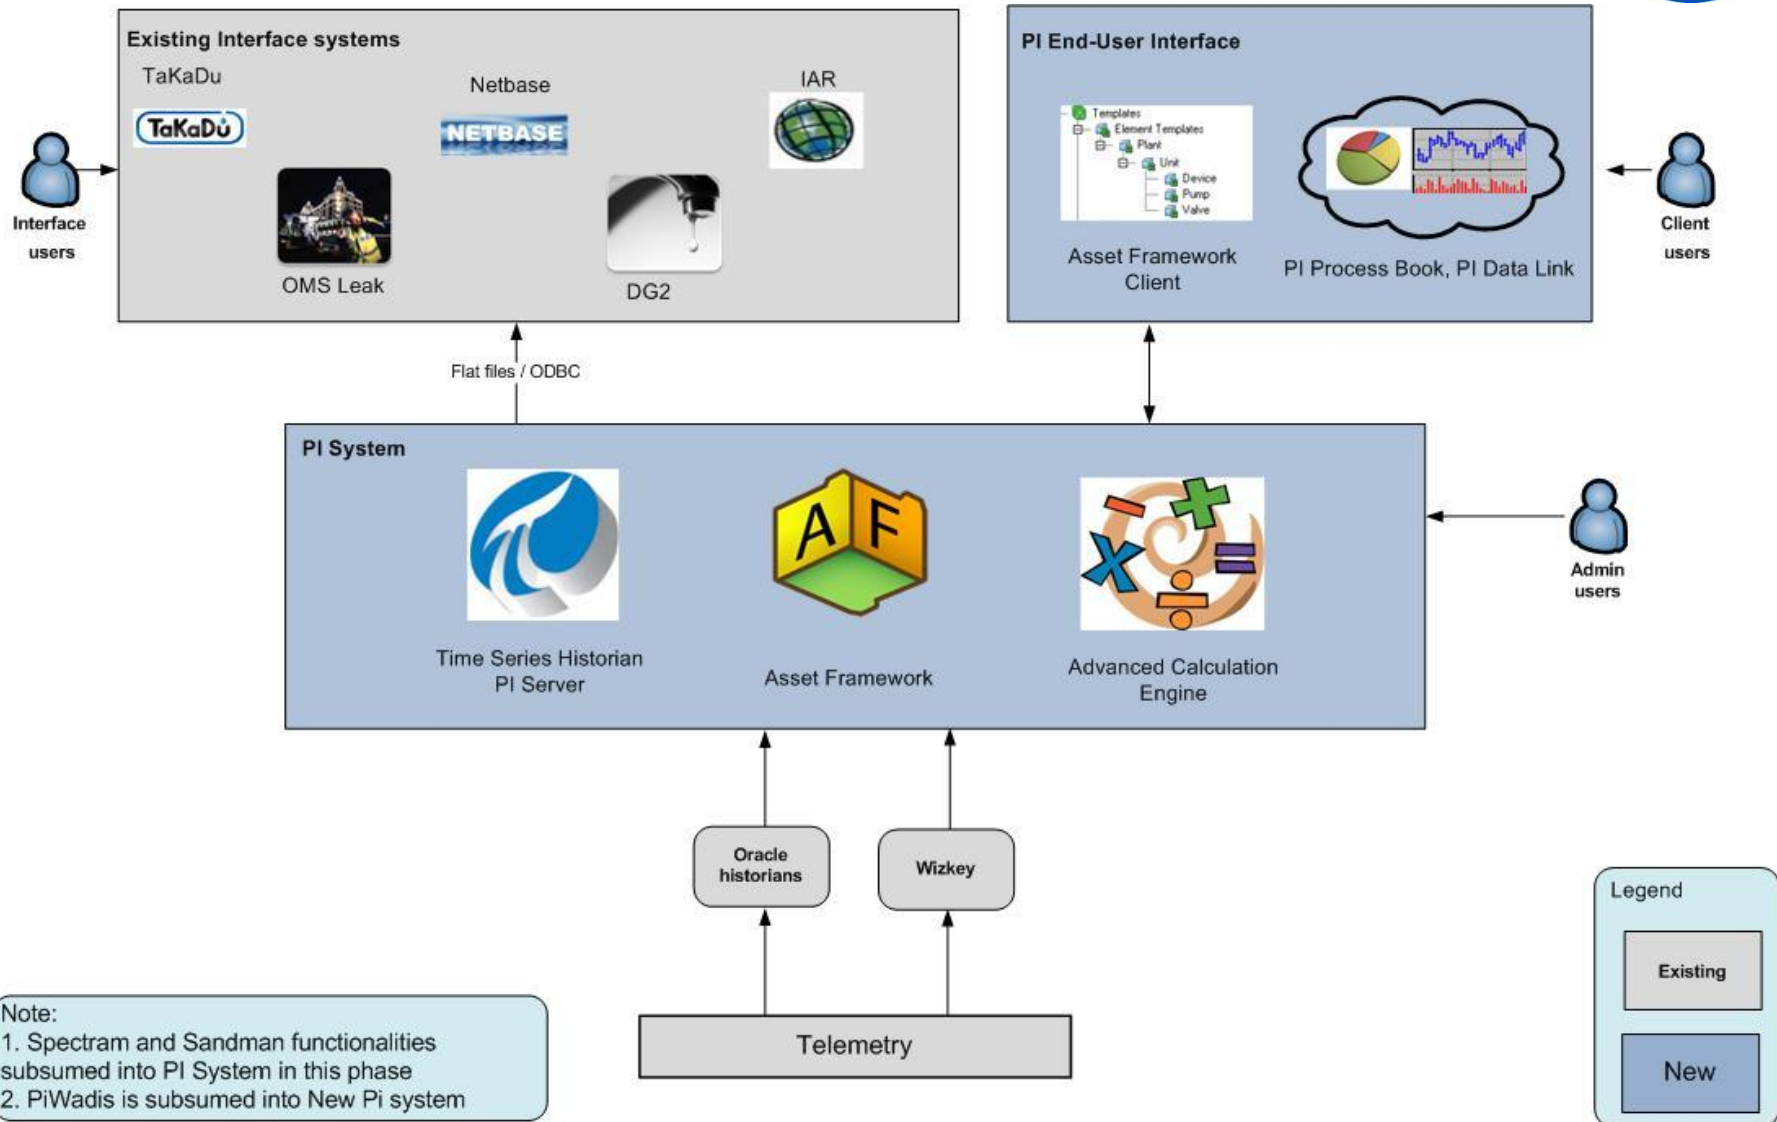 Existing Interface systems
TaKaDu
TaKaDu
Netbase
NETBASE
IAR
OMS Leak
DG2
Interface
users
PI End-User Interface
Templates
Element Templates
Plant
Unit
Device
Pump
Valve
Asset Framework
Client
PI Process Book, PI Data Link
Client
users
Flat files / ODBC
PI System
A F
Time Series Historian
PI Server
Asset Framework
Advanced Calculation
Engine
Admin
users
Oracle
historians
Wizkey
Telemetry
Note:
1. Spectram and Sandman functionalities
subsumed into PI System in this phase
2. PiWadis is subsumed into New Pi system
Legend
Existing
New